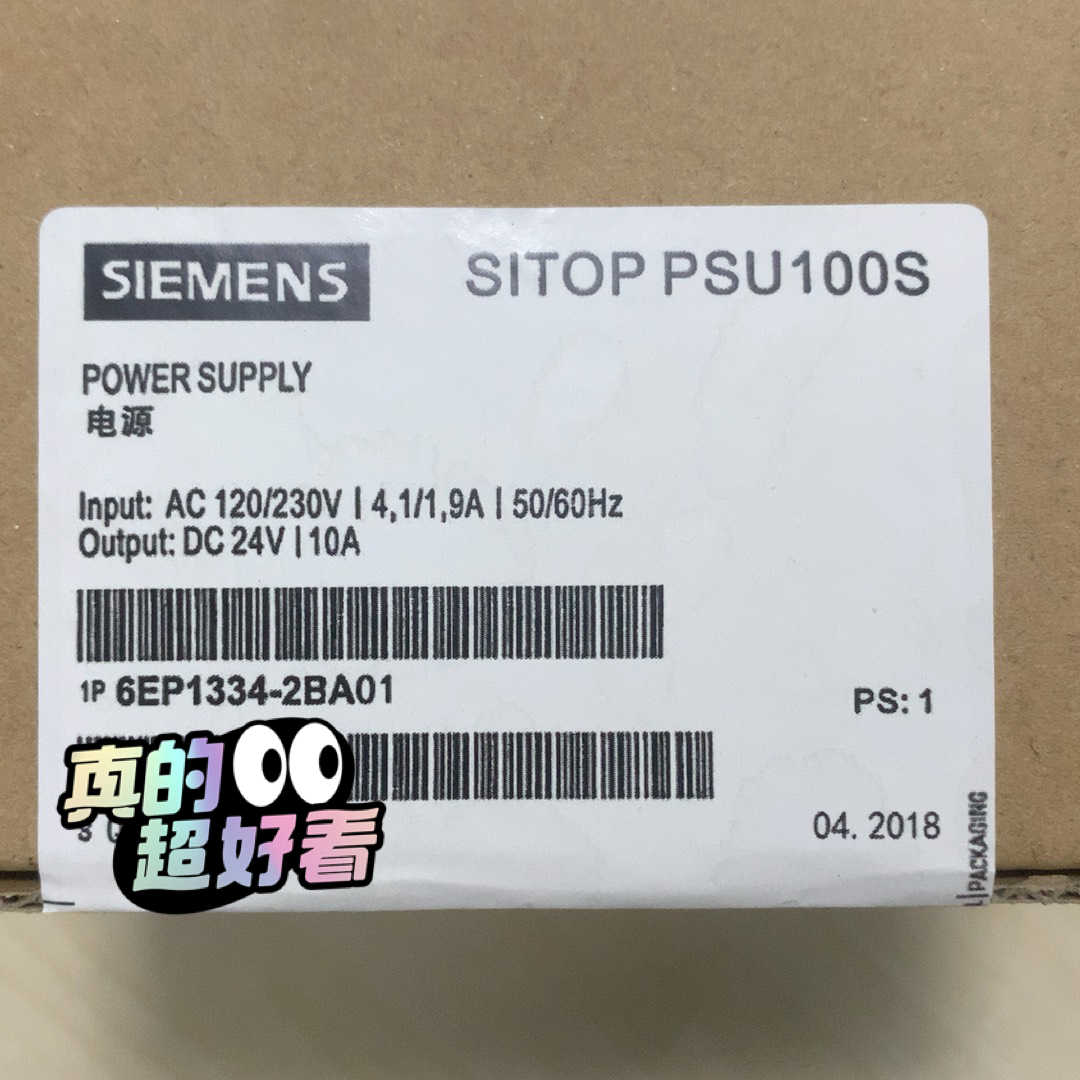 SIEMENS
SITOP PSU100S
POWER SUPPLY
电源
Input: AC 120/230V | 4,1/1,9A | 50/60Hz
Output: DC 24V | 10A
1P 6EP1334-2BA01
PS: 1
真的
超好看
04. 2018
PACKAGING